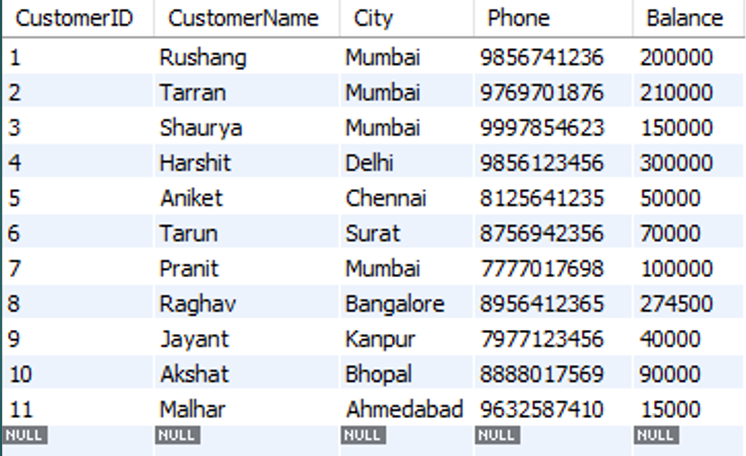 CustomerID CustomerName City Phone Balance
1 Rushang Mumbai 9856741236 200000
2 Tarran Mumbai 9769701876 210000
3 Shaurya Mumbai 9997854623 150000
4 Harshit Delhi 9856123456 300000
5 Aniket Chennai 8125641235 50000
6 Tarun Surat 8756942356 70000
7 Pranit Mumbai 7777017698 100000
8 Raghav Bangalore 8956412365 274500
9 Jayant Kanpur 7977123456 40000
10 Akshat Bhopal 8888017569 90000
11 Malhar Ahmedabad 9632587410 15000
NULL NULL NULL NULL NULL